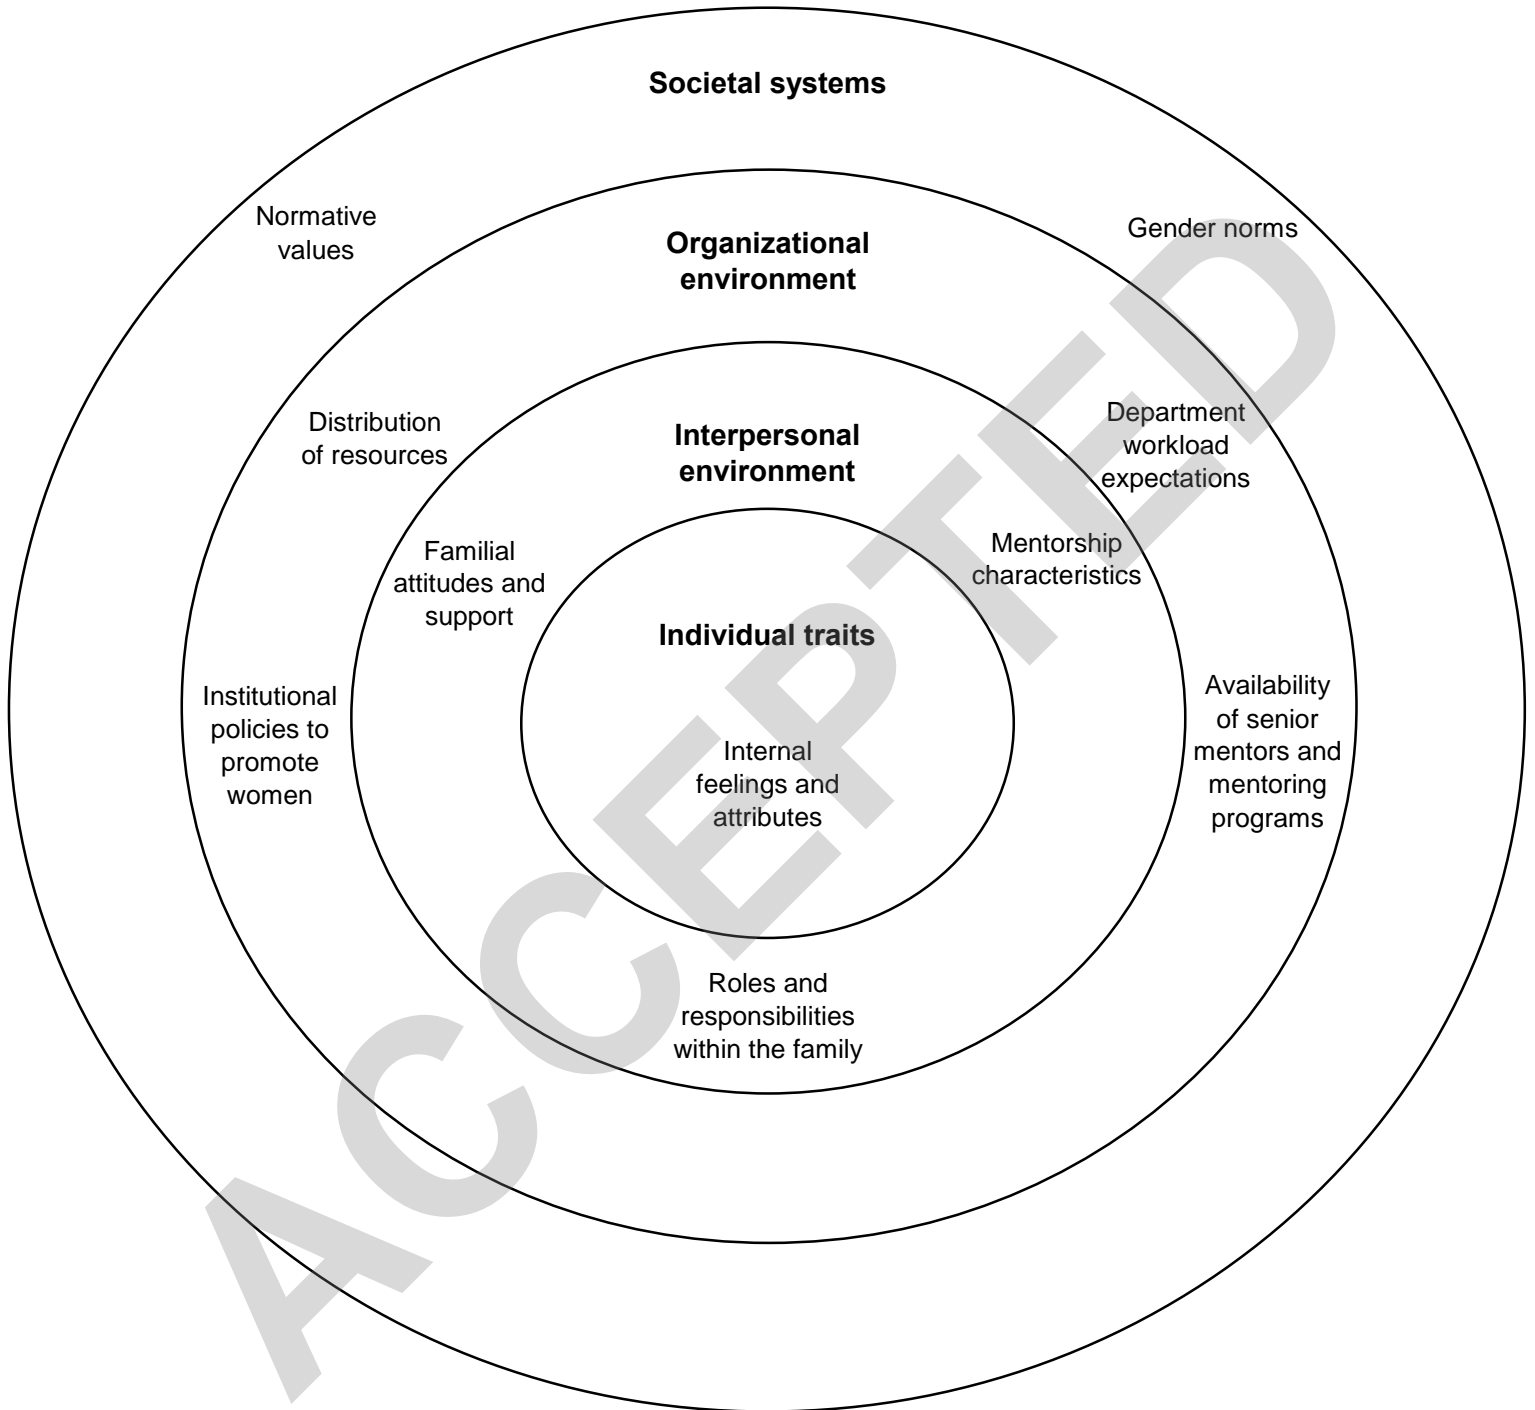 Societal systems
Normative
values
Gender norms
Organizational
environment
Distribution
of resources
Department
workload
expectations
Interpersonal
environment
Familial
attitudes and
support
Mentorship
characteristics
Individual traits
Institutional
policies to
promote
women
Availability
of senior
mentors and
mentoring
programs
Internal
feelings and
attributes
Roles and
responsibilities
within the family
ACCEPTED